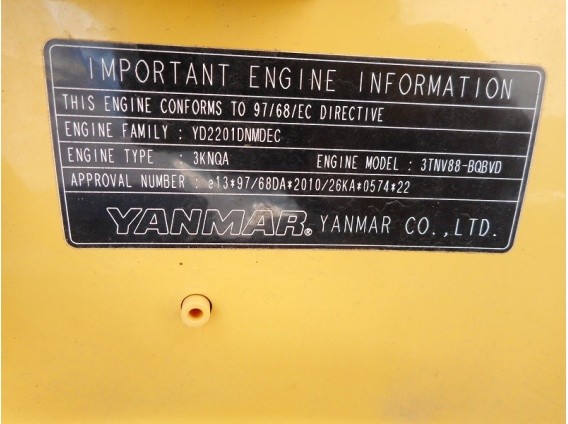 IMPORTANT ENGINE INFORMATION
THIS ENGINE CONFORMS TO 97/68/EC DIRECTIVE
ENGINE FAMILY : YD2201DNMDEC
ENGINE TYPE : 3KNQA ENGINE MODEL : 3TNV88-BQBVD
APPROVAL NUMBER : e13*97/68DA*2010/26KA*0574*22
YANMAR® YANMAR CO.,LTD.